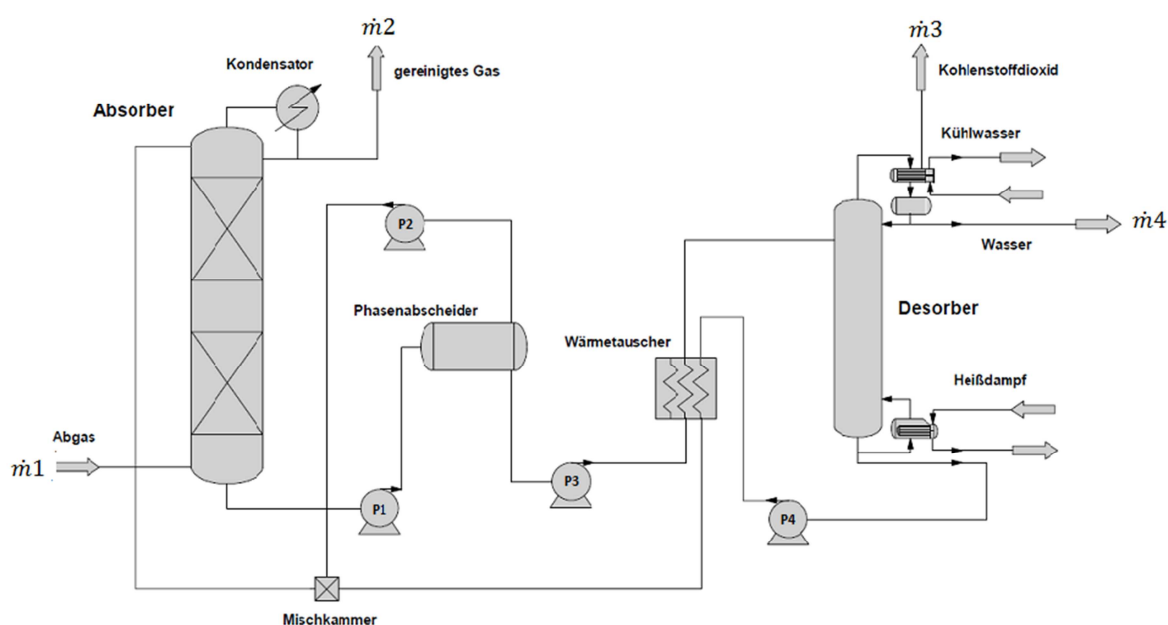 ṁ2
ṁ3
Kondensator
gereinigtes Gas
Kohlenstoffdioxid
Absorber
Kühlwasser
P2
ṁ4
Wasser
Phasenabscheider
Desorber
Wärmetauscher
Heißdampf
Abgas
ṁ1
P3
P1
P4
Mischkammer